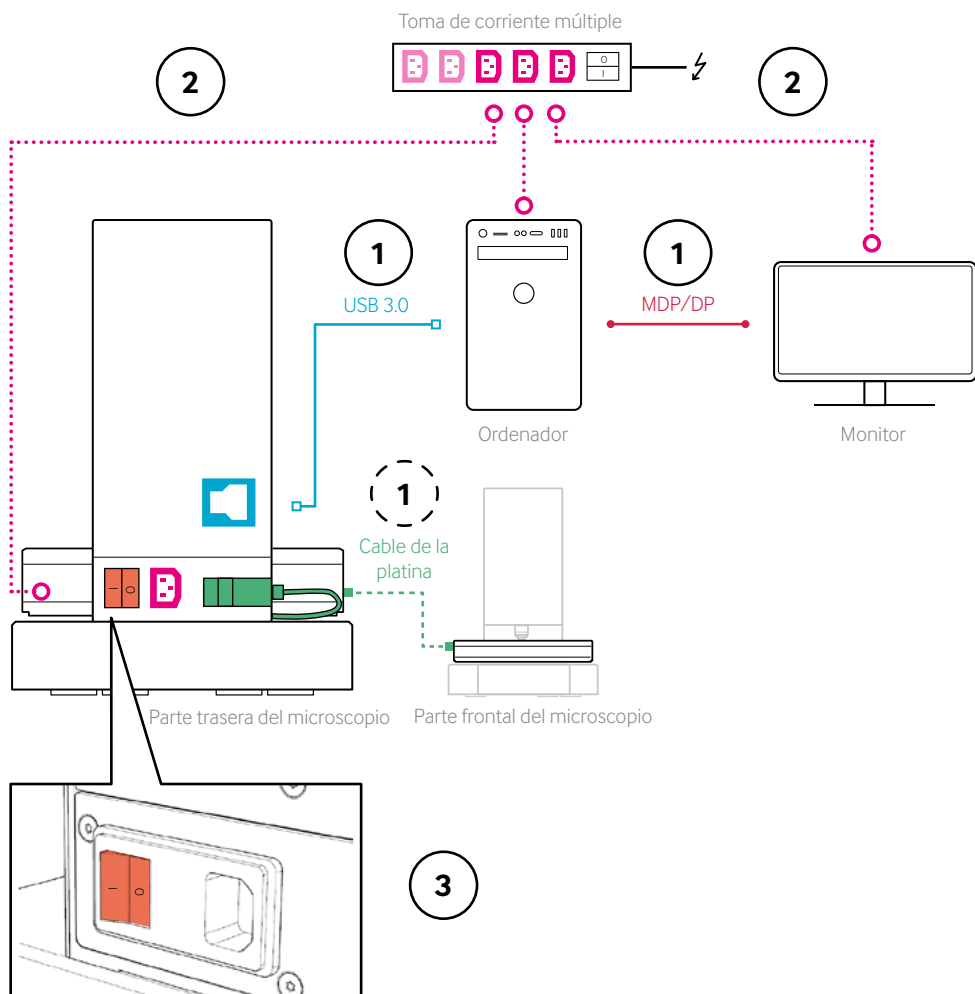 Toma de corriente múltiple
O
I
2
2
1
1
USB 3.0
MDP/DP
Ordenador
Monitor
1
Cable de la
platina
I
O
Parte trasera del microscopio
Parte frontal del microscopio
I
O
3